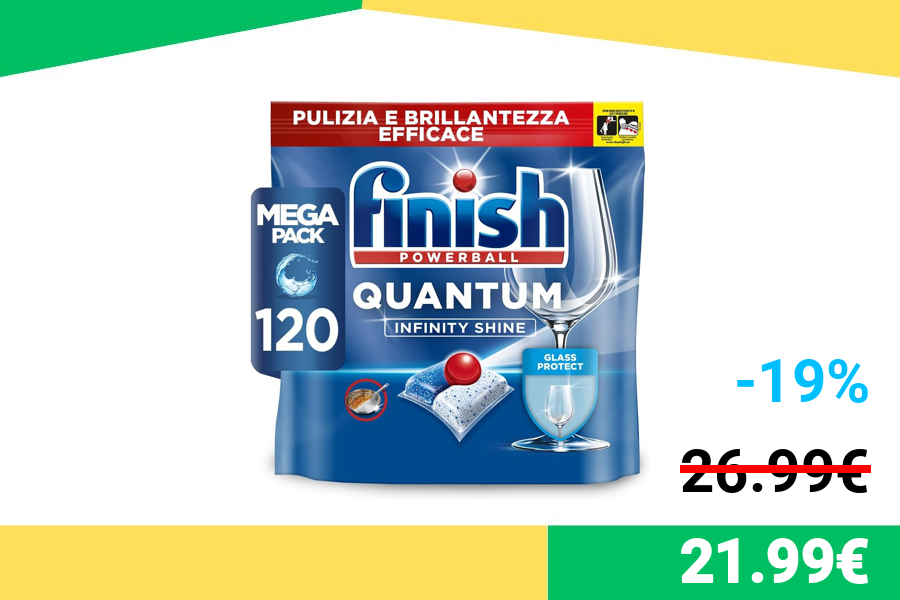 PULIZIA E BRILLANTEZZA
EFFICACE
finish
POWERBALL
MEGA
PACK
120
QUANTUM
INFINITY SHINE
GLASS
PROTECT
-19%
26.99€
21.99€